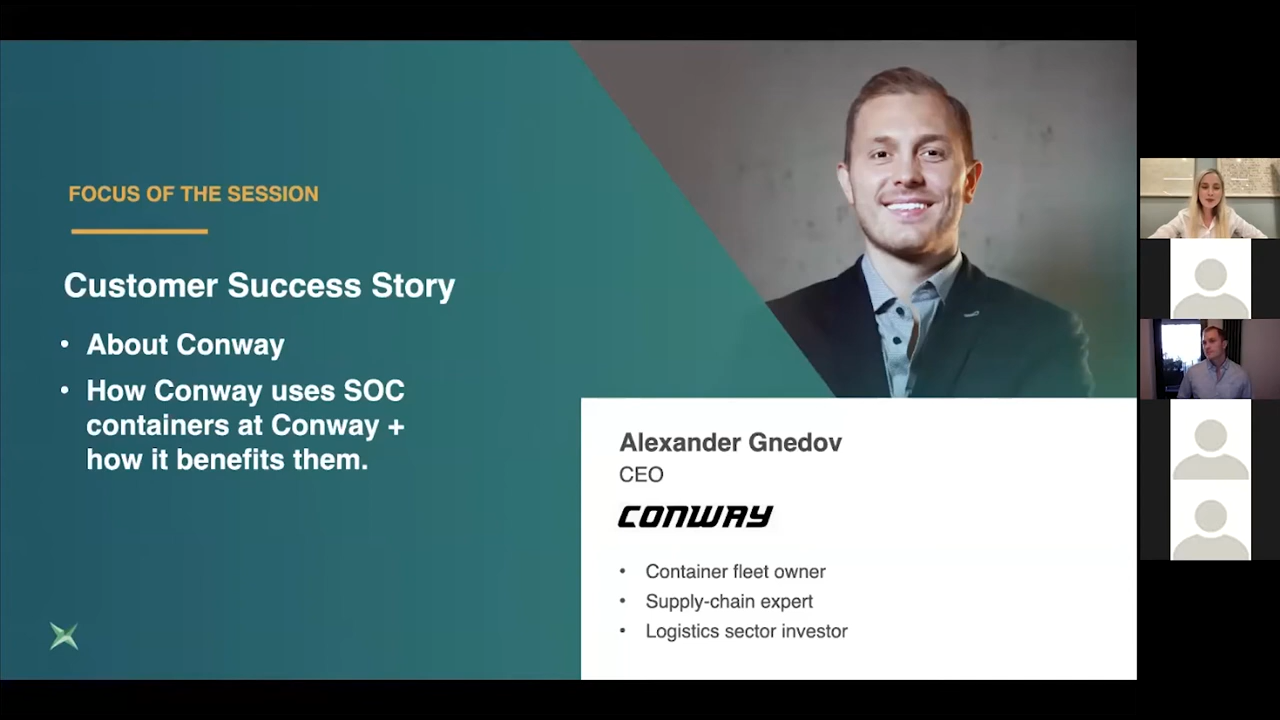 FOCUS OF THE SESSION
Customer Success Story
• About Conway
• How Conway uses SOC
containers at Conway +
how it benefits them.
Alexander Gnedov
CEO
CONWAY
• Container fleet owner
• Supply-chain expert
• Logistics sector investor